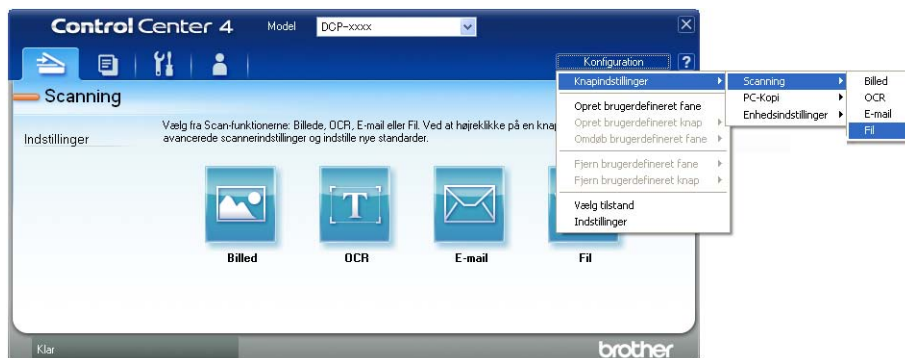 Control Center 4
Model
DCP-xxxx
Konfiguration
?
Scanning
Indstillinger
Vælg fra Scan-funktionerne: Billede, OCR, E-mail eller Fil. Ved at højreklikke på en knap
avancerede scannerindstillinger og indstille nye standarder.
Billed
OCR
E-mail
Fil
Knapindstillinger
Opret brugerdefineret fane
Opret brugerdefineret knap
Omdøb brugerdefineret fane
Fjern brugerdefineret fane
Fjern brugerdefineret knap
Vælg tilstand
Indstillinger
Scanning
PC-Kopi
Enhedsindstillinger
Billed
OCR
E-mail
Fil
Klar
brother